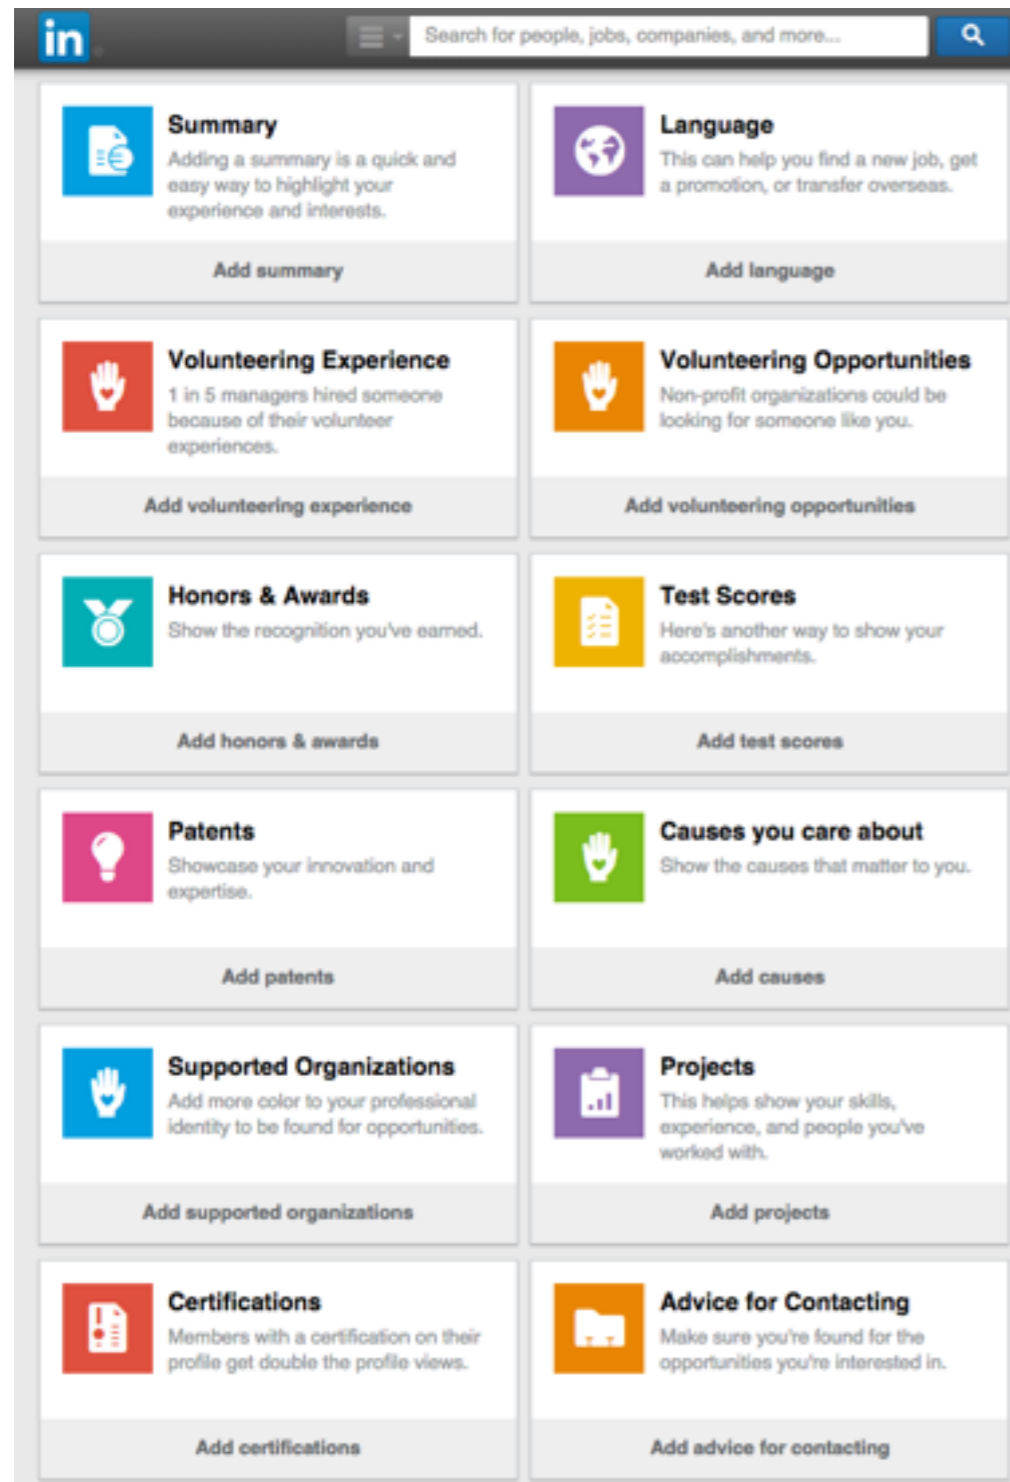 in
Search for people, jobs, companies, and more...
Summary
Adding a summary is a quick and
easy way to highlight your
experience and interests.
Add summary
Language
This can help you find a new job, get
a promotion, or transfer overseas.
Add language
Volunteering Experience
1 in 5 managers hired someone
because of their volunteer
experiences.
Add volunteering experience
Volunteering Opportunities
Non-profit organizations could be
looking for someone like you.
Add volunteering opportunities
Honors & Awards
Show the recognition you've earned.
Add honors & awards
Test Scores
Here's another way to show your
accomplishments.
Add test scores
Patents
Showcase your innovation and
expertise.
Add patents
Causes you care about
Show the causes that matter to you.
Add causes
Supported Organizations
Add more color to your professional
identity to be found for opportunities.
Add supported organizations
Projects
This helps show your skills,
experience, and people you've
worked with.
Add projects
Certifications
Members with a certification on their
profile get double the profile views.
Add certifications
Advice for Contacting
Make sure you're found for the
opportunities you're interested in.
Add advice for contacting